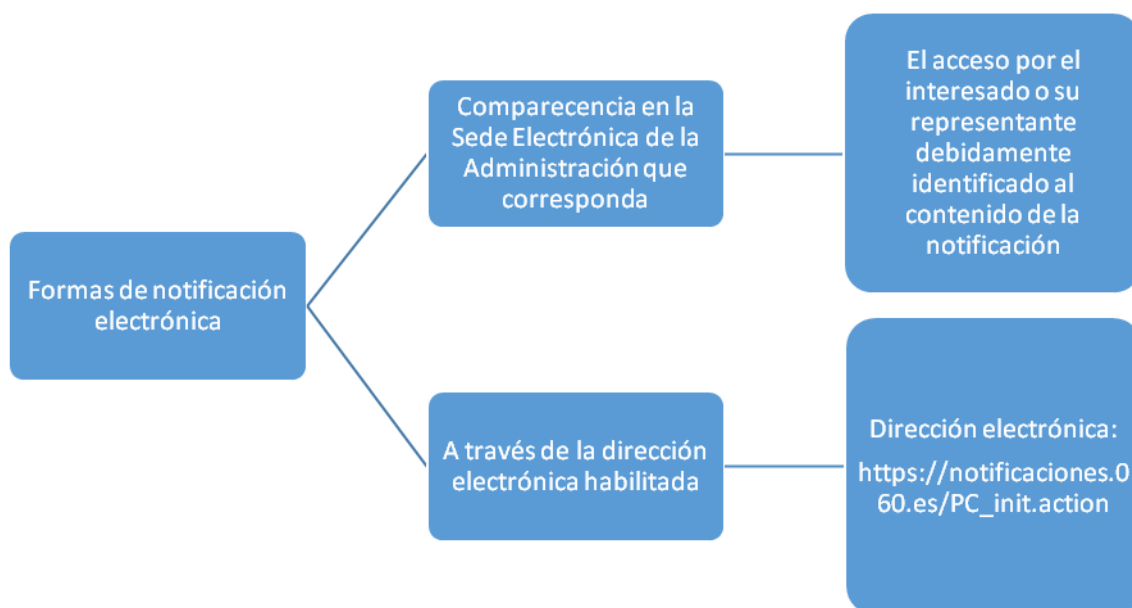 Formas de notificación
electrónica
Comparecencia en la
Sede Electrónica de la
Administración que
corresponda
El acceso por el
interesado o su
representante
debidamente
identificado al
contenido de la
notificación
A través de la dirección
electrónica habilitada
Dirección electrónica:
https://notificaciones.0
60.es/PC_init.action